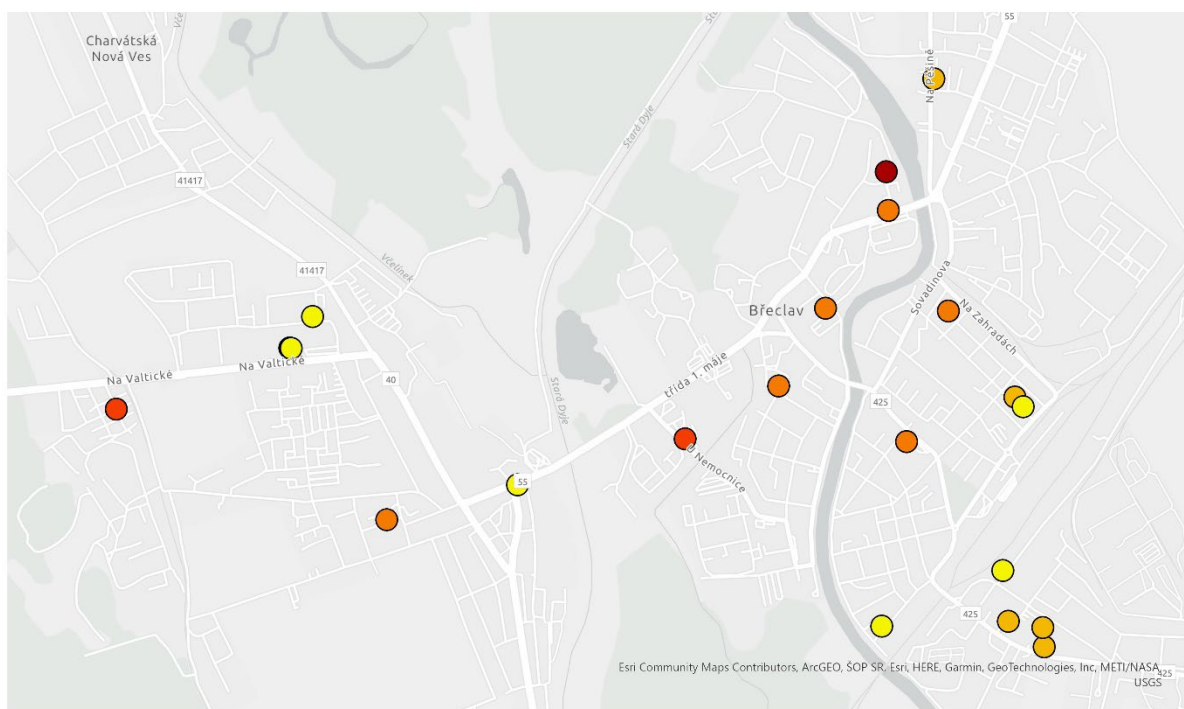 55
Charvátská
Nová Ves
Včel
Stará
Na Pěšině
Stará Dyje
41417
Včelínek
41417
Sovadinova
Břeclav
Na Zahradách
Na Valtické
Na Valtické
třída 1. máje
40
Stará Dyje
425
U Nemocnice
55
425
Esri Community Maps Contributors, ArcGEO, ŠOP SR, Esri, HERE, Garmin, GeoTechnologies, Inc, METI/NASA,
USGS
425